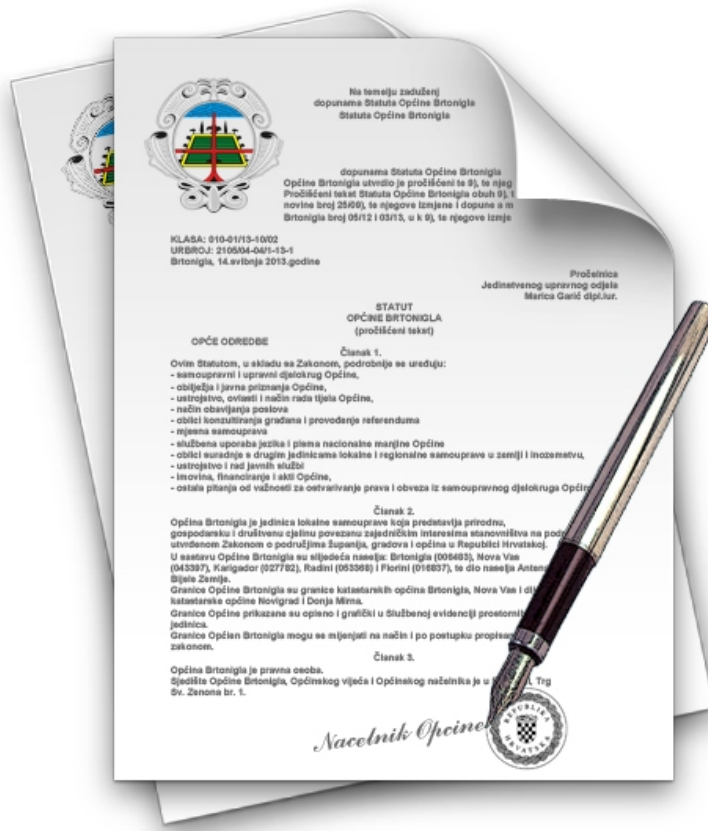 Na temelju zaduženj
dopunama Statuta Općine Brtonigla
Statuta Općine Brtonigla
dopunama Statuta Općine Brtonigla
Općine Brtonigla utvrdio je pročišćeni te 9), te njeg
Pročišćeni tekst Statuta Općine Brtonigla obuh 9), t
novine broj 25/09), te njegove izmjene i dopune a m
Brtonigla broj 05/12 i 03/13, u k 9), te njegove izmje
KLASA: 010-01/13-10/02
URBROJ: 2105/04-04/1-13-1
Brtonigla, 14.svibnja 2013.godine
Pročelnica
Jedinstvenog upravnog odjela
Marica Garić dipl.iur.
STATUT
OPĆINE BRTONIGLA
(pročišćeni tekst)
OPĆE ODREDBE
Članak 1.
Ovim Statutom, u skladu sa Zakonom, podrobnije se uređuju:
- samoupravni i upravni djelokrug Općine,
- obilježja i javna priznanja Općine,
- ustrojstvo, ovlasti i način rada tijela Općine,
- način obavljanja poslova
- oblici konzultiranja građana i provođenje referenduma
- mjesna samouprava
- službena uporaba jezika i pisma nacionalne manjine Općine
- oblici suradnje s drugim jedinicama lokalne i regionalne samouprave u zemlji i inozemstvu,
- ustrojstvo i rad javnih službi
- imovina, financiranje i akti Općine,
- ostala pitanja od važnosti za ostvarivanje prava i obveza iz samoupravnog djelokruga Općine
Članak 2.
Općina Brtonigla je jedinica lokalne samouprave koja predstavlja prirodnu,
gospodarsku i društvenu cjelinu povezanu zajedničkim interesima stanovništva na podr
utvrđenom Zakonom o područjima županija, gradova i općina u Republici Hrvatskoj.
U sastavu Općine Brtonigla su slijedeća naselja: Brtonigla (006483), Nova Vas
(043397), Karigador (027782), Radini (053368) i Fiorini (016837), te dio naselja Anteno
Bijele Zemlje.
Granice Općine Brtonigla su granice katastarskih općina Brtonigla, Nova Vas i di
katastarske općine Novigrad i Donja Mirna.
Granice Općine prikazane su opisno i grafički u Službenoj evidenciji prostornih
jedinica.
Granice Općien Brtonigla mogu se mijenjati na način i po postupku propisa
zakonom.
Članak 3.
Općina Brtonigla je pravna osoba.
Sjedište Općine Brtonigla, Općinskog vijeća i Općinskog načelnika je u Trg
Sv. Zenona br. 1.
Nacelnik Opcine
REPUBLIKA
HRVATSKA